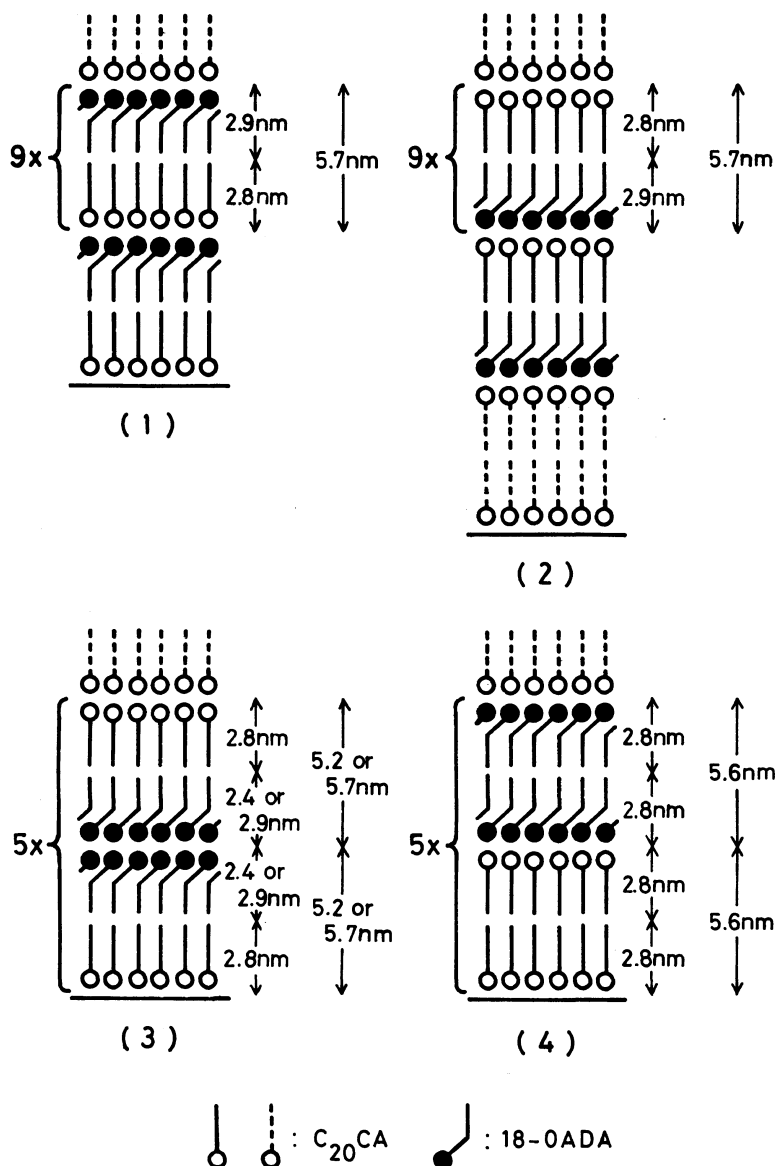 9x
2.9nm
2.8nm
5.7nm
(1)
9x
2.8nm
2.9nm
5.7nm
(2)
5x
2.8nm
2.4 or
2.9nm
2.4 or
2.9nm
2.8nm
5.2 or
5.7nm
5.2 or
5.7nm
(3)
5x
2.8nm
2.8nm
2.8nm
2.8nm
5.6nm
5.6nm
(4)
: C20CA
: 18-OADA